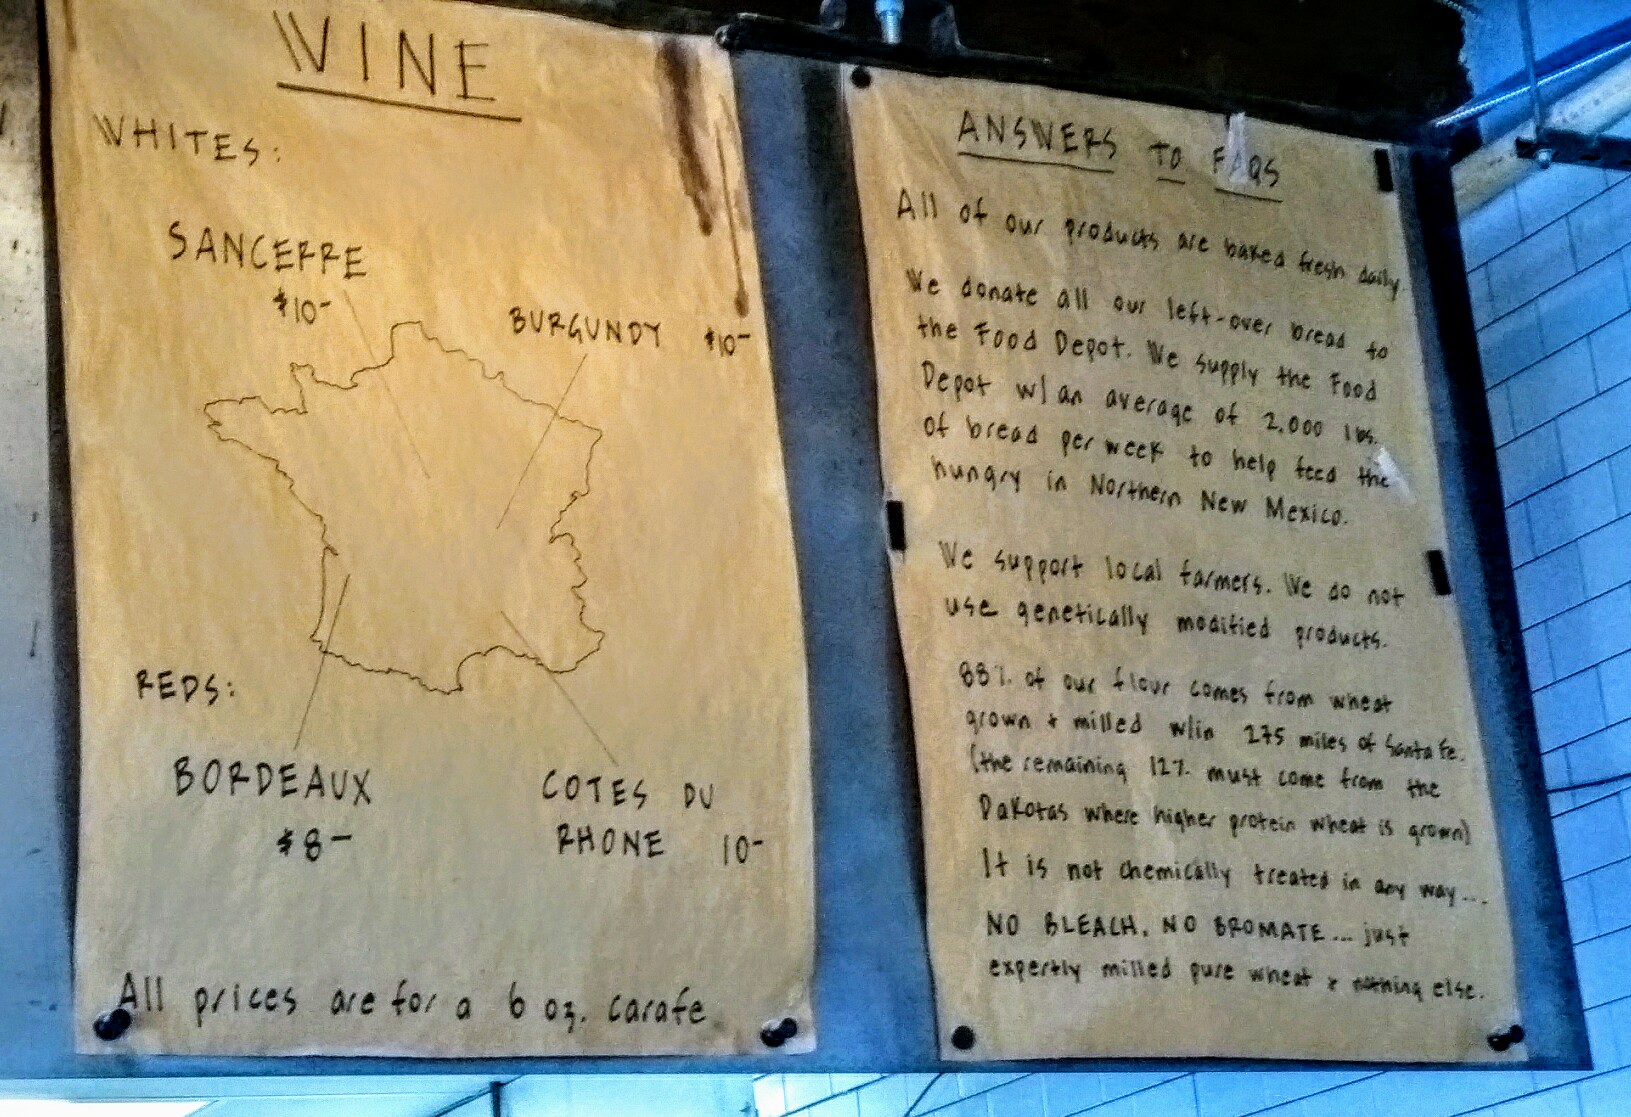 WINE
WHITES:
SANCERRE
$10-
BURGUNDY $10-
REDS:
BORDEAUX
$8-
COTES DU
RHONE 10-
All prices are for a 6 oz. carafe
ANSWERS TO FAQS
All of our products are baked fresh daily
We donate all our left-over bread to
the Food Depot. We supply the Food
Depot w/ an average of 2,000 lbs.
of bread per week to help feed the
hungry in Northern New Mexico.
We support local farmers. We do not
use genetically modified products.
88% of our flour comes from wheat
grown + milled w/in 275 miles of Santa Fe.
(the remaining 12% must come from the
Dakotas where higher protein wheat is grown)
It is not chemically treated in any way...
NO BLEACH, NO BROMATE... just
expertly milled pure wheat + nothing else.